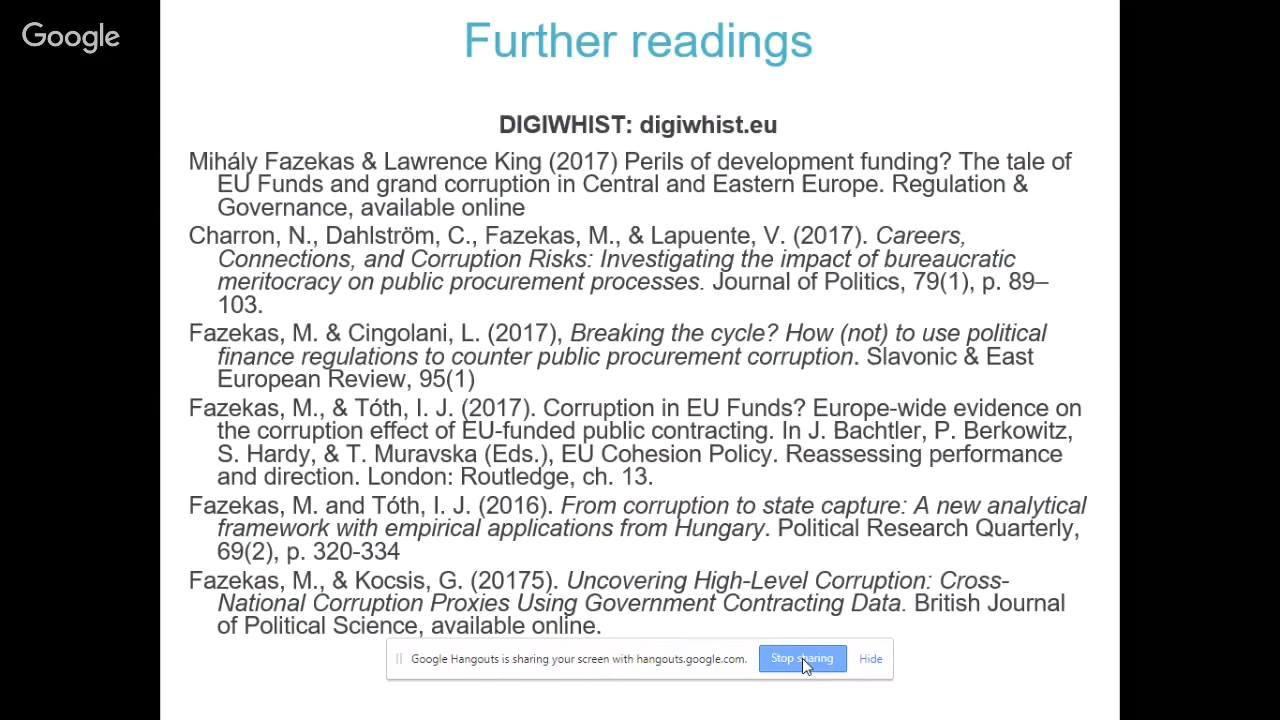 Google
Further readings
DIGIWHIST: digiwhist.eu
Mihály Fazekas & Lawrence King (2017) Perils of development funding? The tale of
EU Funds and grand corruption in Central and Eastern Europe. Regulation &
Governance, available online
Charron, N., Dahlström, C., Fazekas, M., & Lapuente, V. (2017). Careers,
Connections, and Corruption Risks: Investigating the impact of bureaucratic
meritocracy on public procurement processes. Journal of Politics, 79(1), p. 89–
103.
Fazekas, M. & Cingolani, L. (2017), Breaking the cycle? How (not) to use political
finance regulations to counter public procurement corruption. Slavonic & East
European Review, 95(1)
Fazekas, M., & Tóth, I. J. (2017). Corruption in EU Funds? Europe-wide evidence on
the corruption effect of EU-funded public contracting. In J. Bachtler, P. Berkowitz,
S. Hardy, & T. Muravska (Eds.), EU Cohesion Policy. Reassessing performance
and direction. London: Routledge, ch. 13.
Fazekas, M. and Tóth, I. J. (2016). From corruption to state capture: A new analytical
framework with empirical applications from Hungary. Political Research Quarterly,
69(2), p. 320-334
Fazekas, M., & Kocsis, G. (20175). Uncovering High-Level Corruption: Cross-
National Corruption Proxies Using Government Contracting Data. British Journal
of Political Science, available online.
Google Hangouts is sharing your screen with hangouts.google.com. Stop sharing Hide